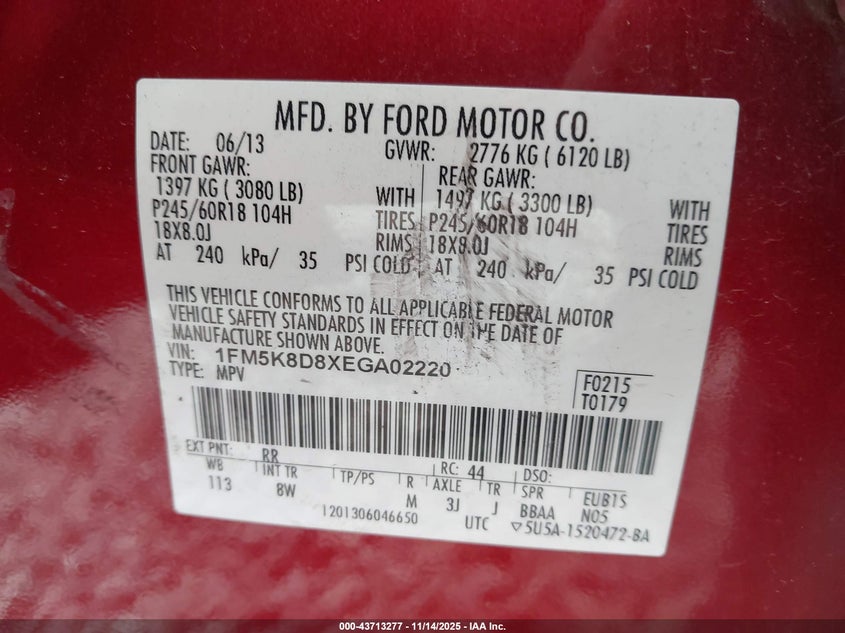 MFD. BY FORD MOTOR CO.
DATE: 06/13 GVWR: 2776 KG ( 6120 LB)
FRONT GAWR: REAR GAWR:
1397 KG ( 3080 LB) WITH 1497 KG ( 3300 LB) WITH
P245/60R18 104H TIRES P245/60R18 104H TIRES
18X8.0J RIMS 18X8.0J RIMS
AT 240 kPa/ 35 PSI COLD AT 240 kPa/ 35 PSI COLD
THIS VEHICLE CONFORMS TO ALL APPLICABLE FEDERAL MOTOR
VEHICLE SAFETY STANDARDS IN EFFECT ON THE DATE OF
MANUFACTURE SHOWN ABOVE.
VIN: 1FM5K8D8XEGA02220
TYPE: MPV
F0215
T0179
EXT PNT: RR RC: 44 DSO:
WB INT TR TP/PS R AXLE TR SPR EUB1S
113 8W M 3J J BBAA N05
1201306046650 UTC ▽5U5A-1520472-BA
000-43713277 - 11/14/2025 - IAA Inc.